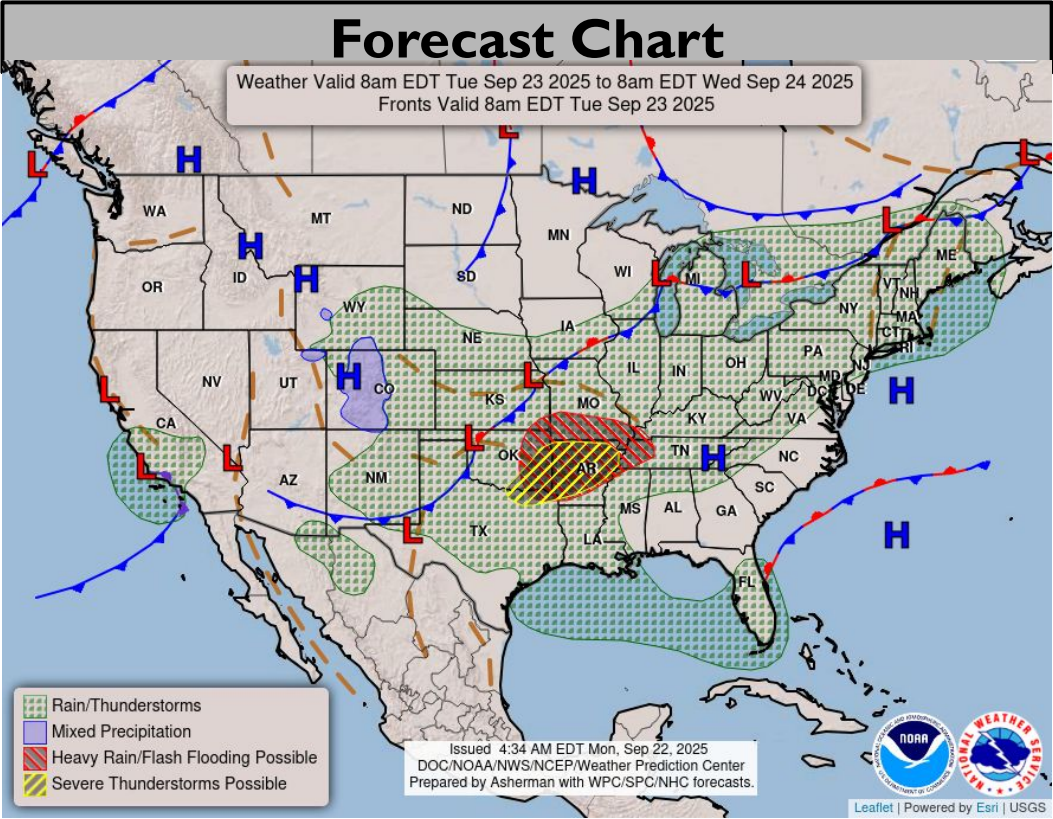 Forecast Chart
Weather Valid 8am EDT Tue Sep 23 2025 to 8am EDT Wed Sep 24 2025
Fronts Valid 8am EDT Tue Sep 23 2025
L
L
L
H
H
WA
MT
ND
MN
L
H
ID
OR
H
SD
WI
L
MI
L
ME
VT
NH
WY
NY
MA
CT
RI
NE
IA
PA
NJ
OH
IL
IN
MD
DE
DC
NV
UT
H
CO
L
KS
MO
WV
H
L
CA
KY
VA
L
OK
TN
H
NC
L
L
AR
AZ
NM
SC
MS
AL
GA
L
TX
LA
H
FL
Rain/Thunderstorms
Mixed Precipitation
Heavy Rain/Flash Flooding Possible
Severe Thunderstorms Possible
Issued 4:34 AM EDT Mon, Sep 22, 2025
DOC/NOAA/NWS/NCEP/Weather Prediction Center
Prepared by Asherman with WPC/SPC/NHC forecasts.
NOAA
NATIONAL WEATHER SERVICE
Leaflet | Powered by Esri | USGS